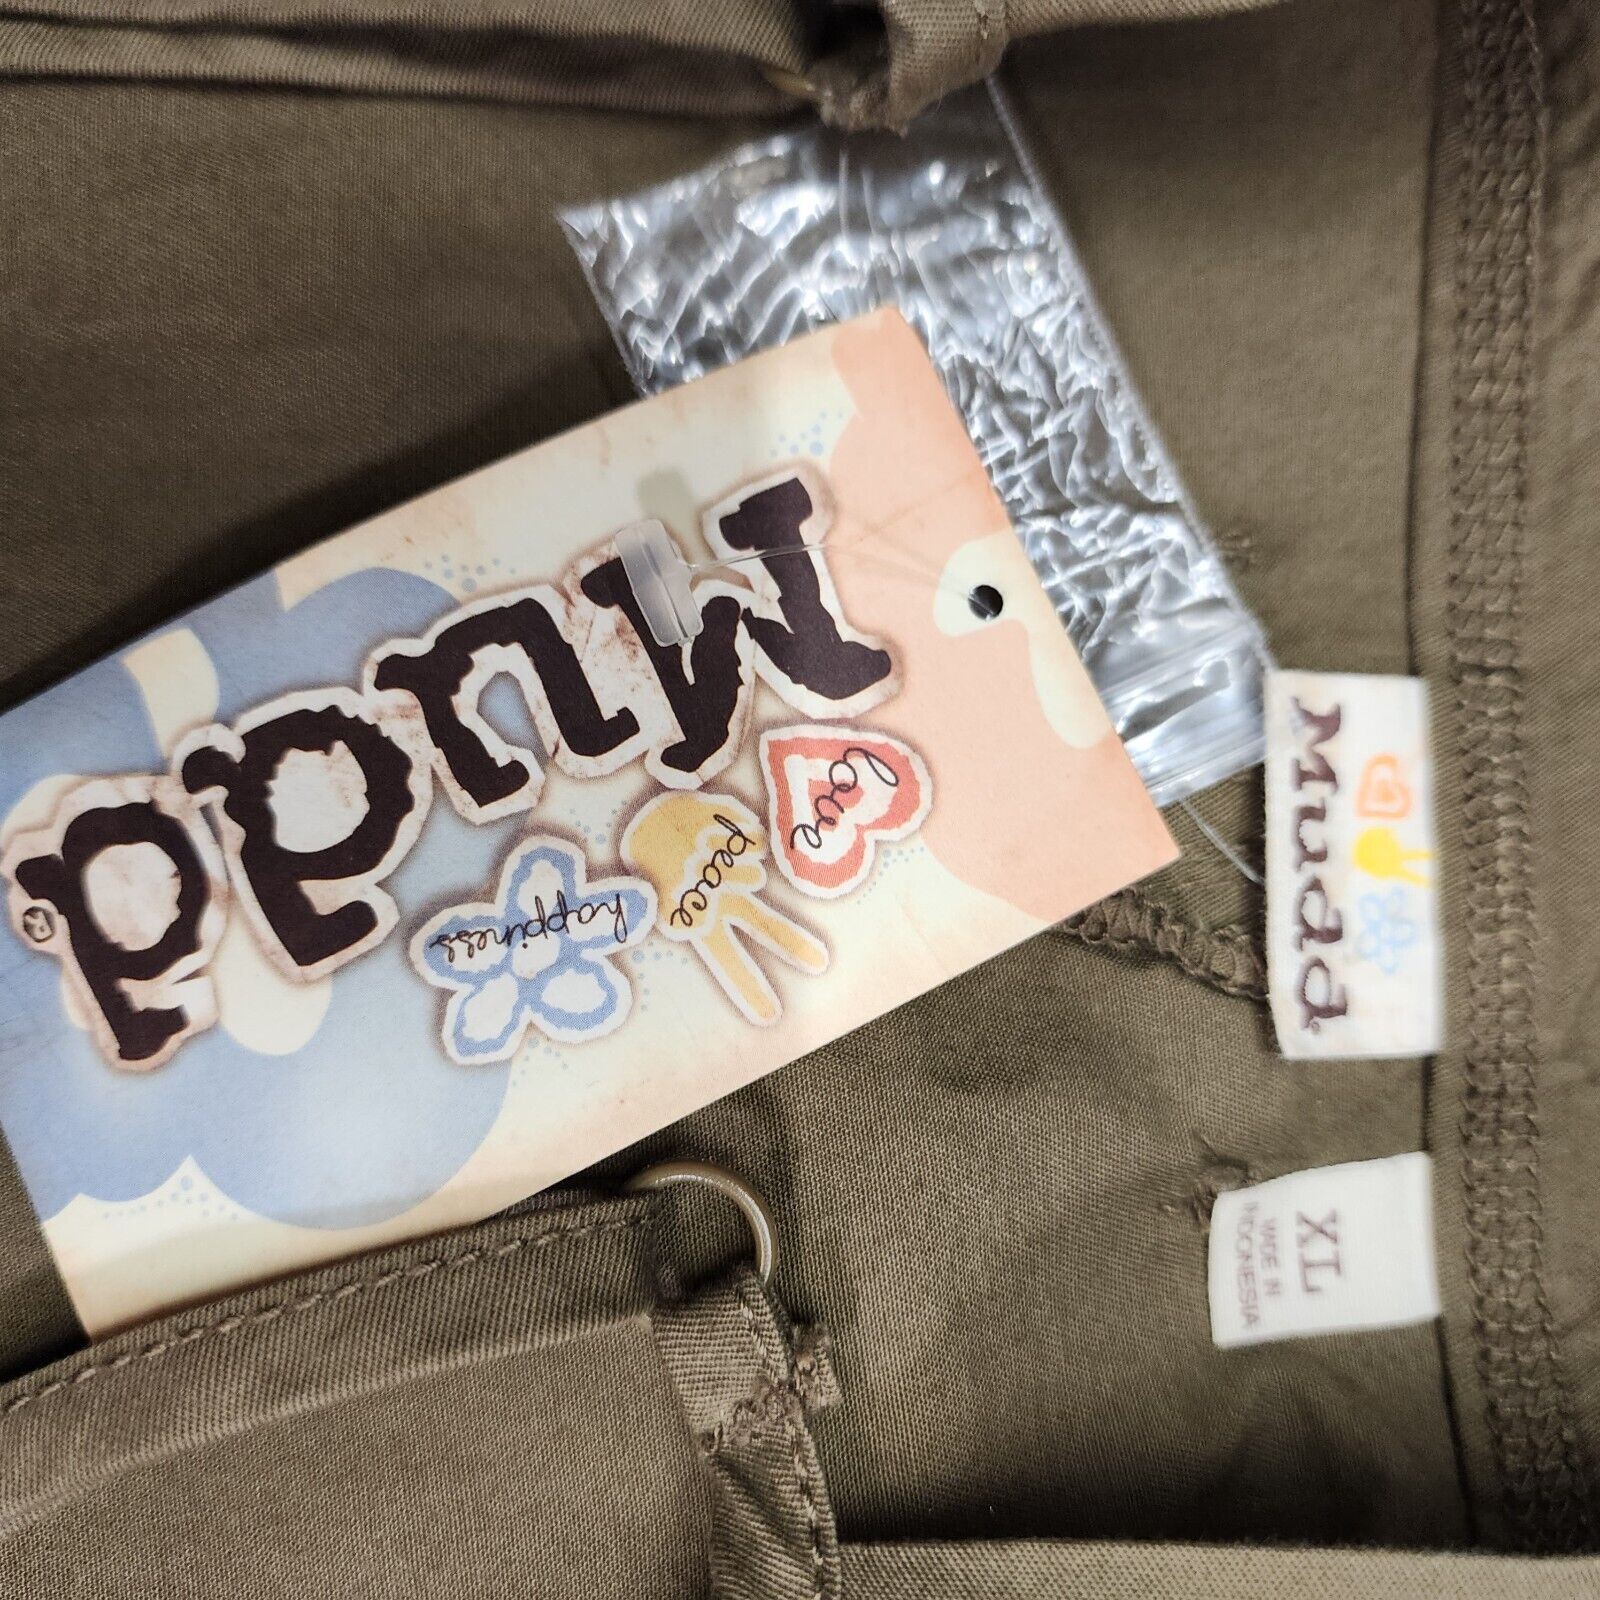 Mudd®
love
peace
happiness
Mudd
XL
MADE IN
INDONESIA